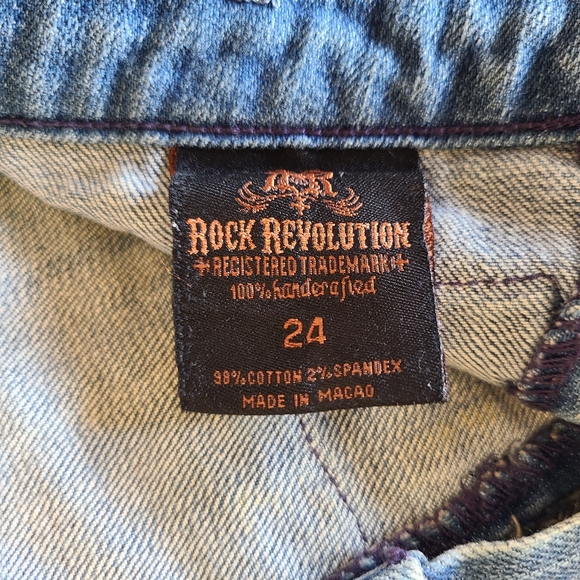 ROCK REVOLUTION
REGISTERED TRADEMARK
100% handcrafted
24
98% COTTON 2% SPANDEX
MADE IN MACAO